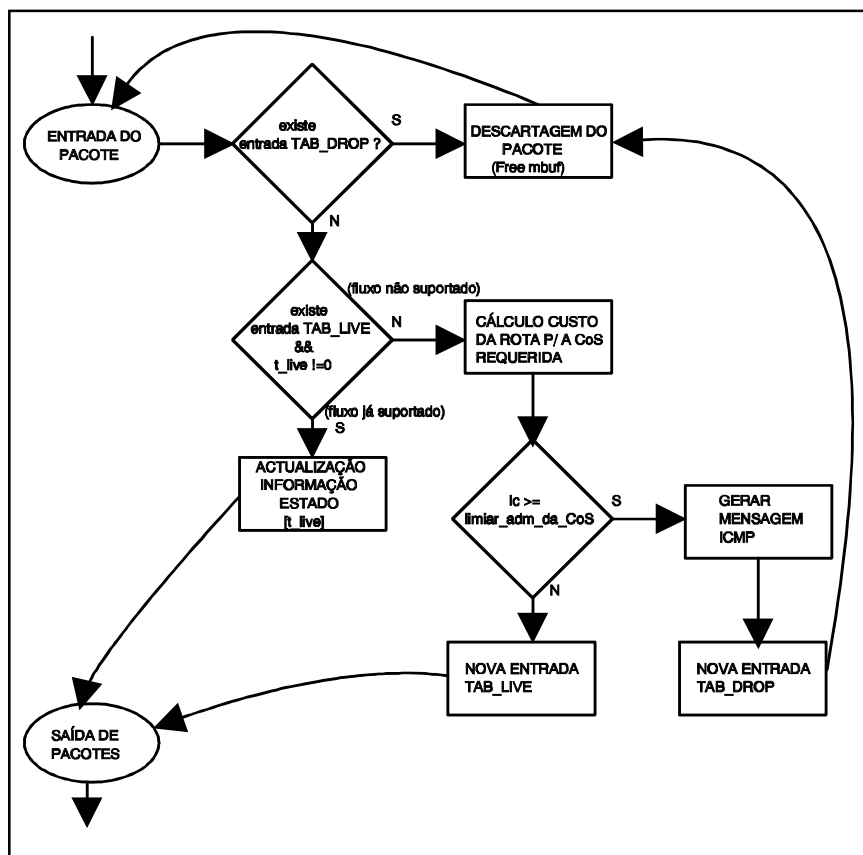 ENTRADA DO
PACOTE
existe
entrada TAB_DROP ?
S
DESCARTAGEM DO
PACOTE
(Free mbuf)
N
(fluxo não suportado)
existe
entrada TAB_LIVE
&&
t_live !=0
N
CÁLCULO CUSTO
DA ROTA P/ A CoS
REQUERIDA
(fluxo já suportado)
S
ACTUALIZAÇÃO
INFORMAÇÃO
ESTADO
[t_live]
Ic >=
limiar_adm_da_CoS
S
GERAR
MENSAGEM
ICMP
N
NOVA ENTRADA
TAB_LIVE
NOVA ENTRADA
TAB_DROP
SAÍDA DE
PACOTES